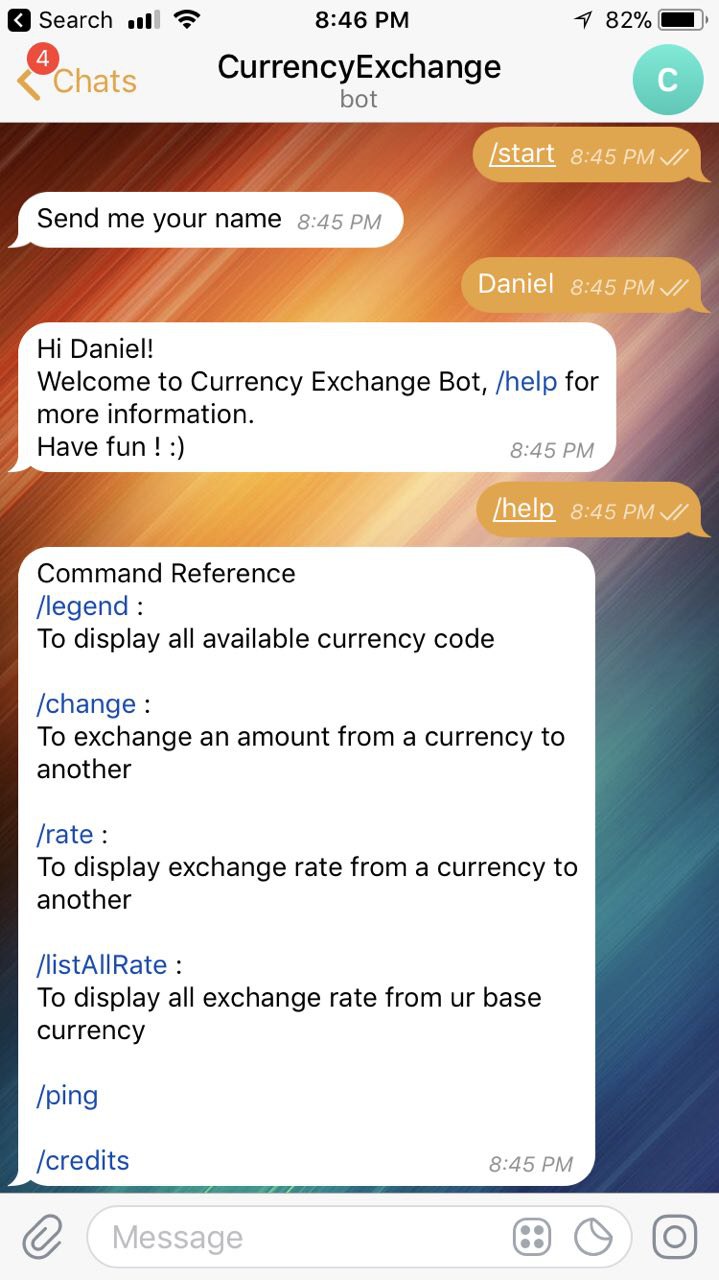 Search 8:46 PM 82%
4
Chats
CurrencyExchange
bot
C
/start 8:45 PM
Send me your name 8:45 PM
Daniel 8:45 PM
Hi Daniel!
Welcome to Currency Exchange Bot, /help for
more information.
Have fun ! :)
8:45 PM
/help 8:45 PM
Command Reference
/legend :
To display all available currency code
/change :
To exchange an amount from a currency to
another
/rate :
To display exchange rate from a currency to
another
/listAllRate :
To display all exchange rate from ur base
currency
/ping
/credits
8:45 PM
Message